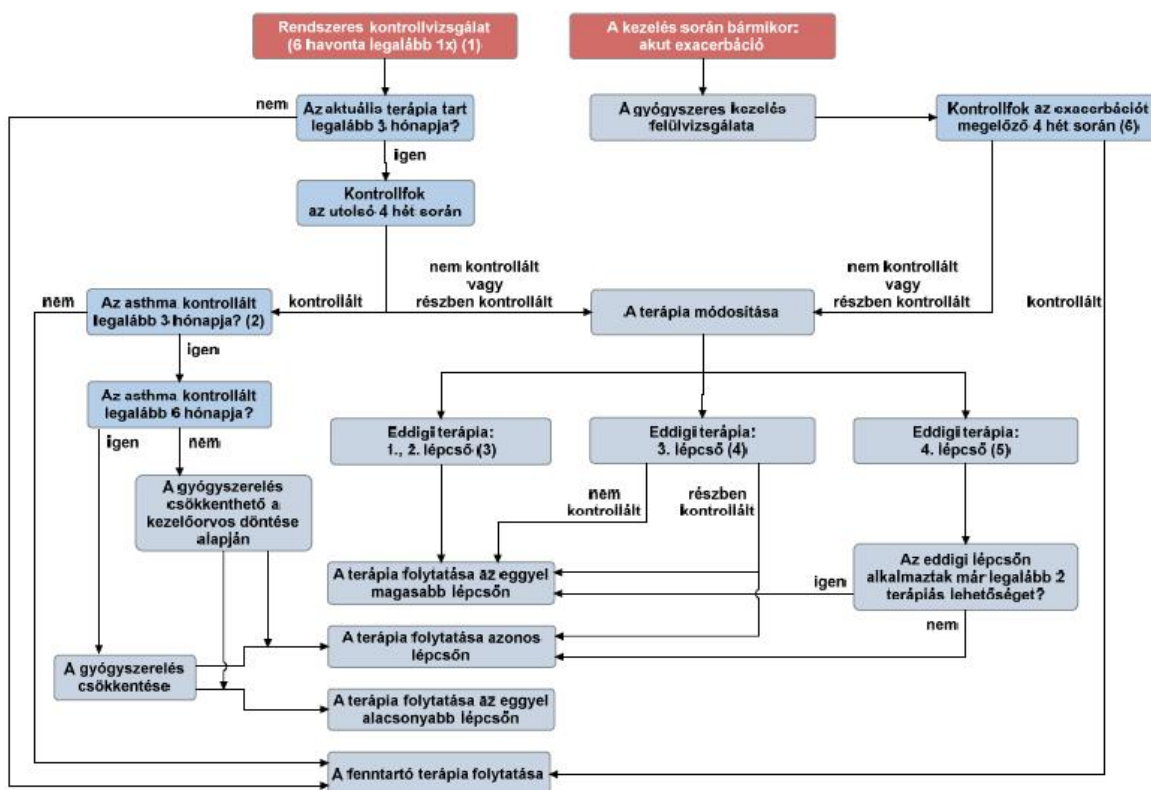 Rendszeres kontrollvizsgálat
(6 havonta legalább 1x) (1)
A kezelés során bármikor:
akut exacerbáció
nem
Az aktuális terápia tart
legalább 3 hónapja?
A gyógyszeres kezelés
felülvizsgálata
Kontrollfok az exacerbációt
megelőző 4 hét során (6)
igen
Kontrollfok
az utolsó 4 hét során
nem kontrollált
vagy
részben kontrollált
nem kontrollált
vagy
részben kontrollált
nem
Az asthma kontrollált
legalább 3 hónapja? (2)
kontrollált
A terápia módosítása
kontrollált
igen
Az asthma kontrollált
legalább 6 hónapja?
igen
nem
Eddigi terápia:
1., 2. lépcső (3)
Eddigi terápia:
3. lépcső (4)
Eddigi terápia:
4. lépcső (5)
A gyógyszerelés
csökkenthető a
kezelőorvos döntése
alapján
nem
kontrollált
részben
kontrollált
A terápia folytatása az eggyel
magasabb lépcsőn
igen
Az eddigi lépcsőn
alkalmaztak már legalább 2
terápiás lehetőséget?
nem
A terápia folytatása azonos
lépcsőn
A gyógyszerelés
csökkentése
A terápia folytatása az eggyel
alacsonyabb lépcsőn
A fenntartó terápia folytatása